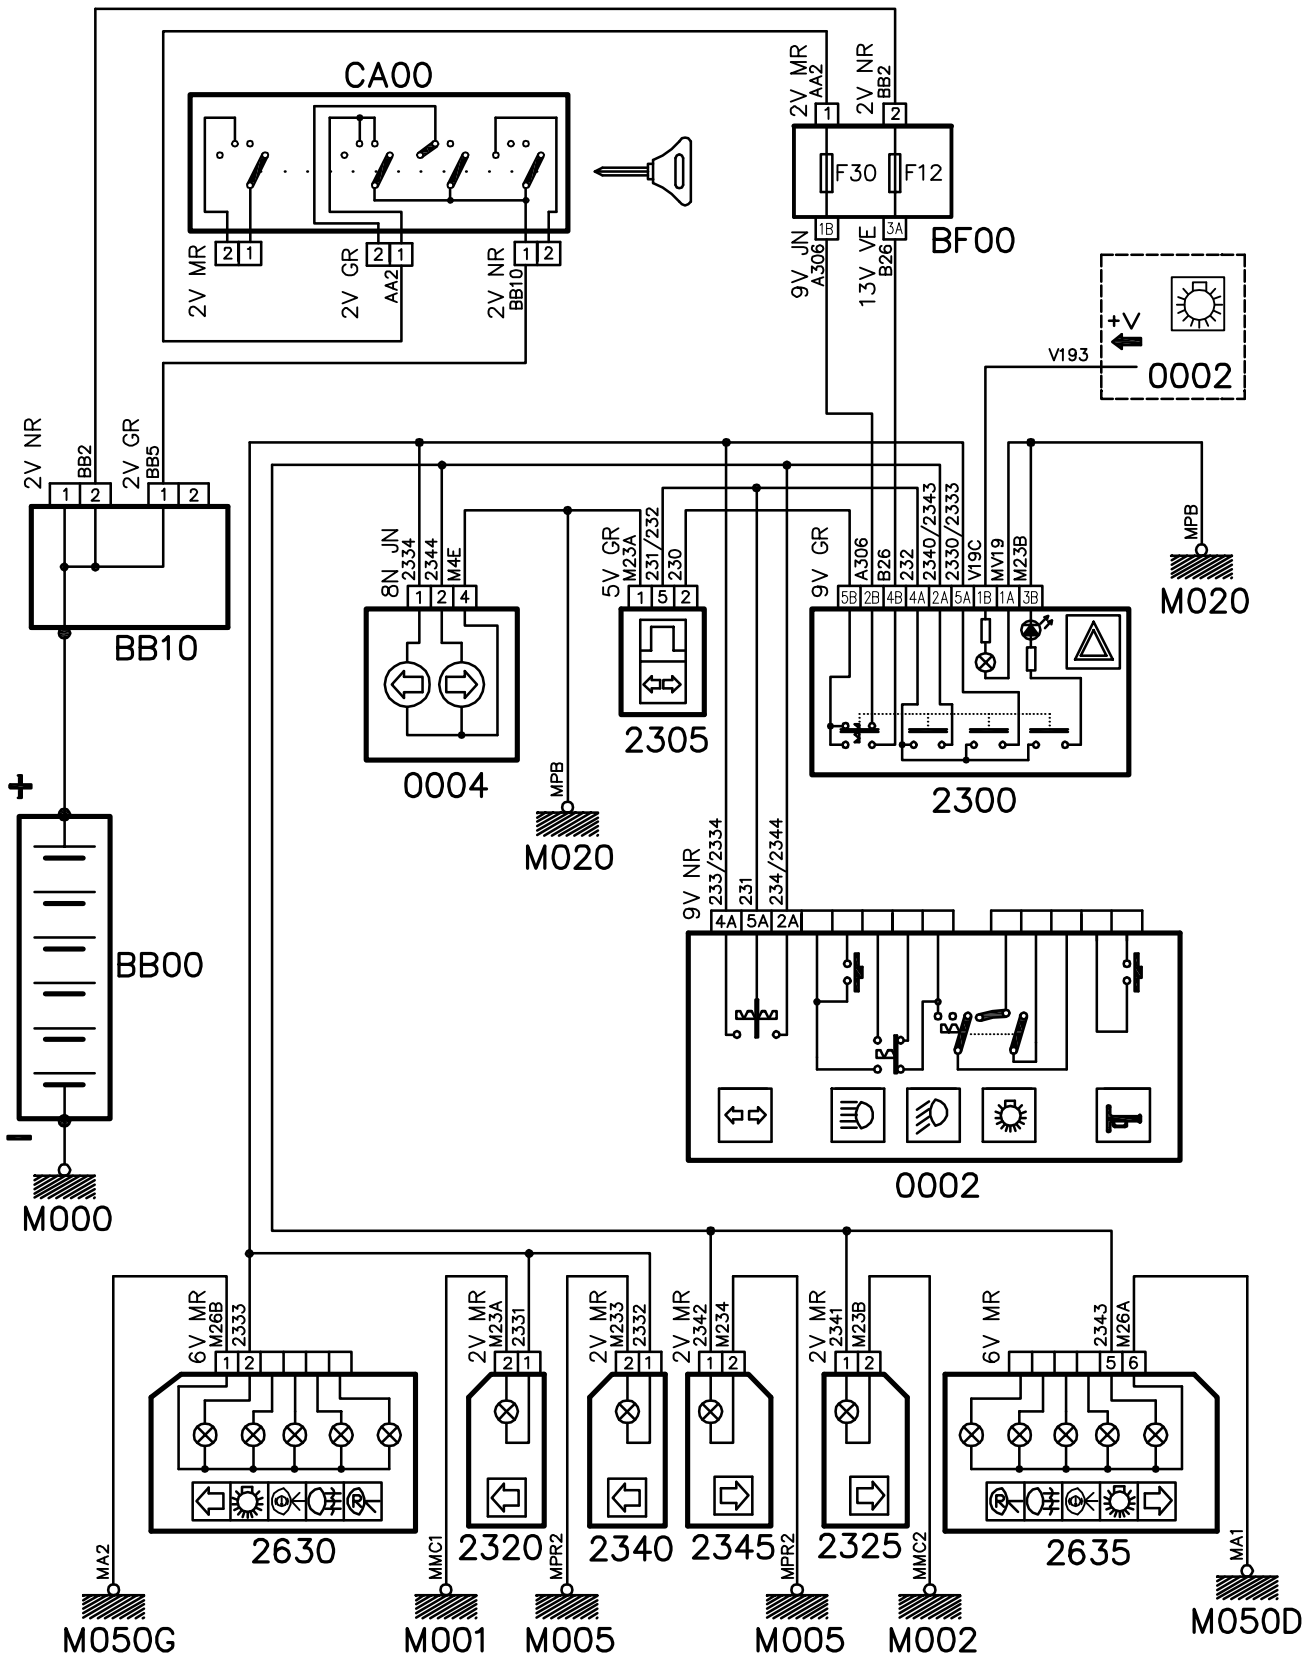 CA00
2V MR
AA2
2V NR
BB2
1
2
F30
F12
2
1
2
1
1
2
1B
3A
BF00
2V MR
2V GR
AA2
2V NR
BB10
9V JN
A306
13V VE
B26
+V
0002
V193
2V NR
BB2
2V GR
BB5
1
2
1
2
BB10
8N JN
2334
2344
M4E
1
2
4
0004
5V GR
M23A
231/232
230
1
5
2
2305
9V GR
A306
B26
232
2340/2343
2330/2333
V19C
MV19
M23B
5B
2B
4B
4A
2A
5A
1B
1A
3B
2300
MPB
M020
MPB
M020
+
BB00
-
M000
9V NR
233/2334
231
234/2344
4A
5A
2A
0002
6V MR
M26B
2333
1
2
R
2630
2V MR
M23A
2331
2
1
2320
2V MR
M233
2332
2
1
2340
2V MR
2342
M234
1
2
2345
2V MR
2341
M23B
1
2
2325
6V MR
2343
M26A
5
6
R
2635
MA2
M050G
MMC1
M001
MPR2
M005
MPR2
M005
MMC2
M002
MA1
M050D